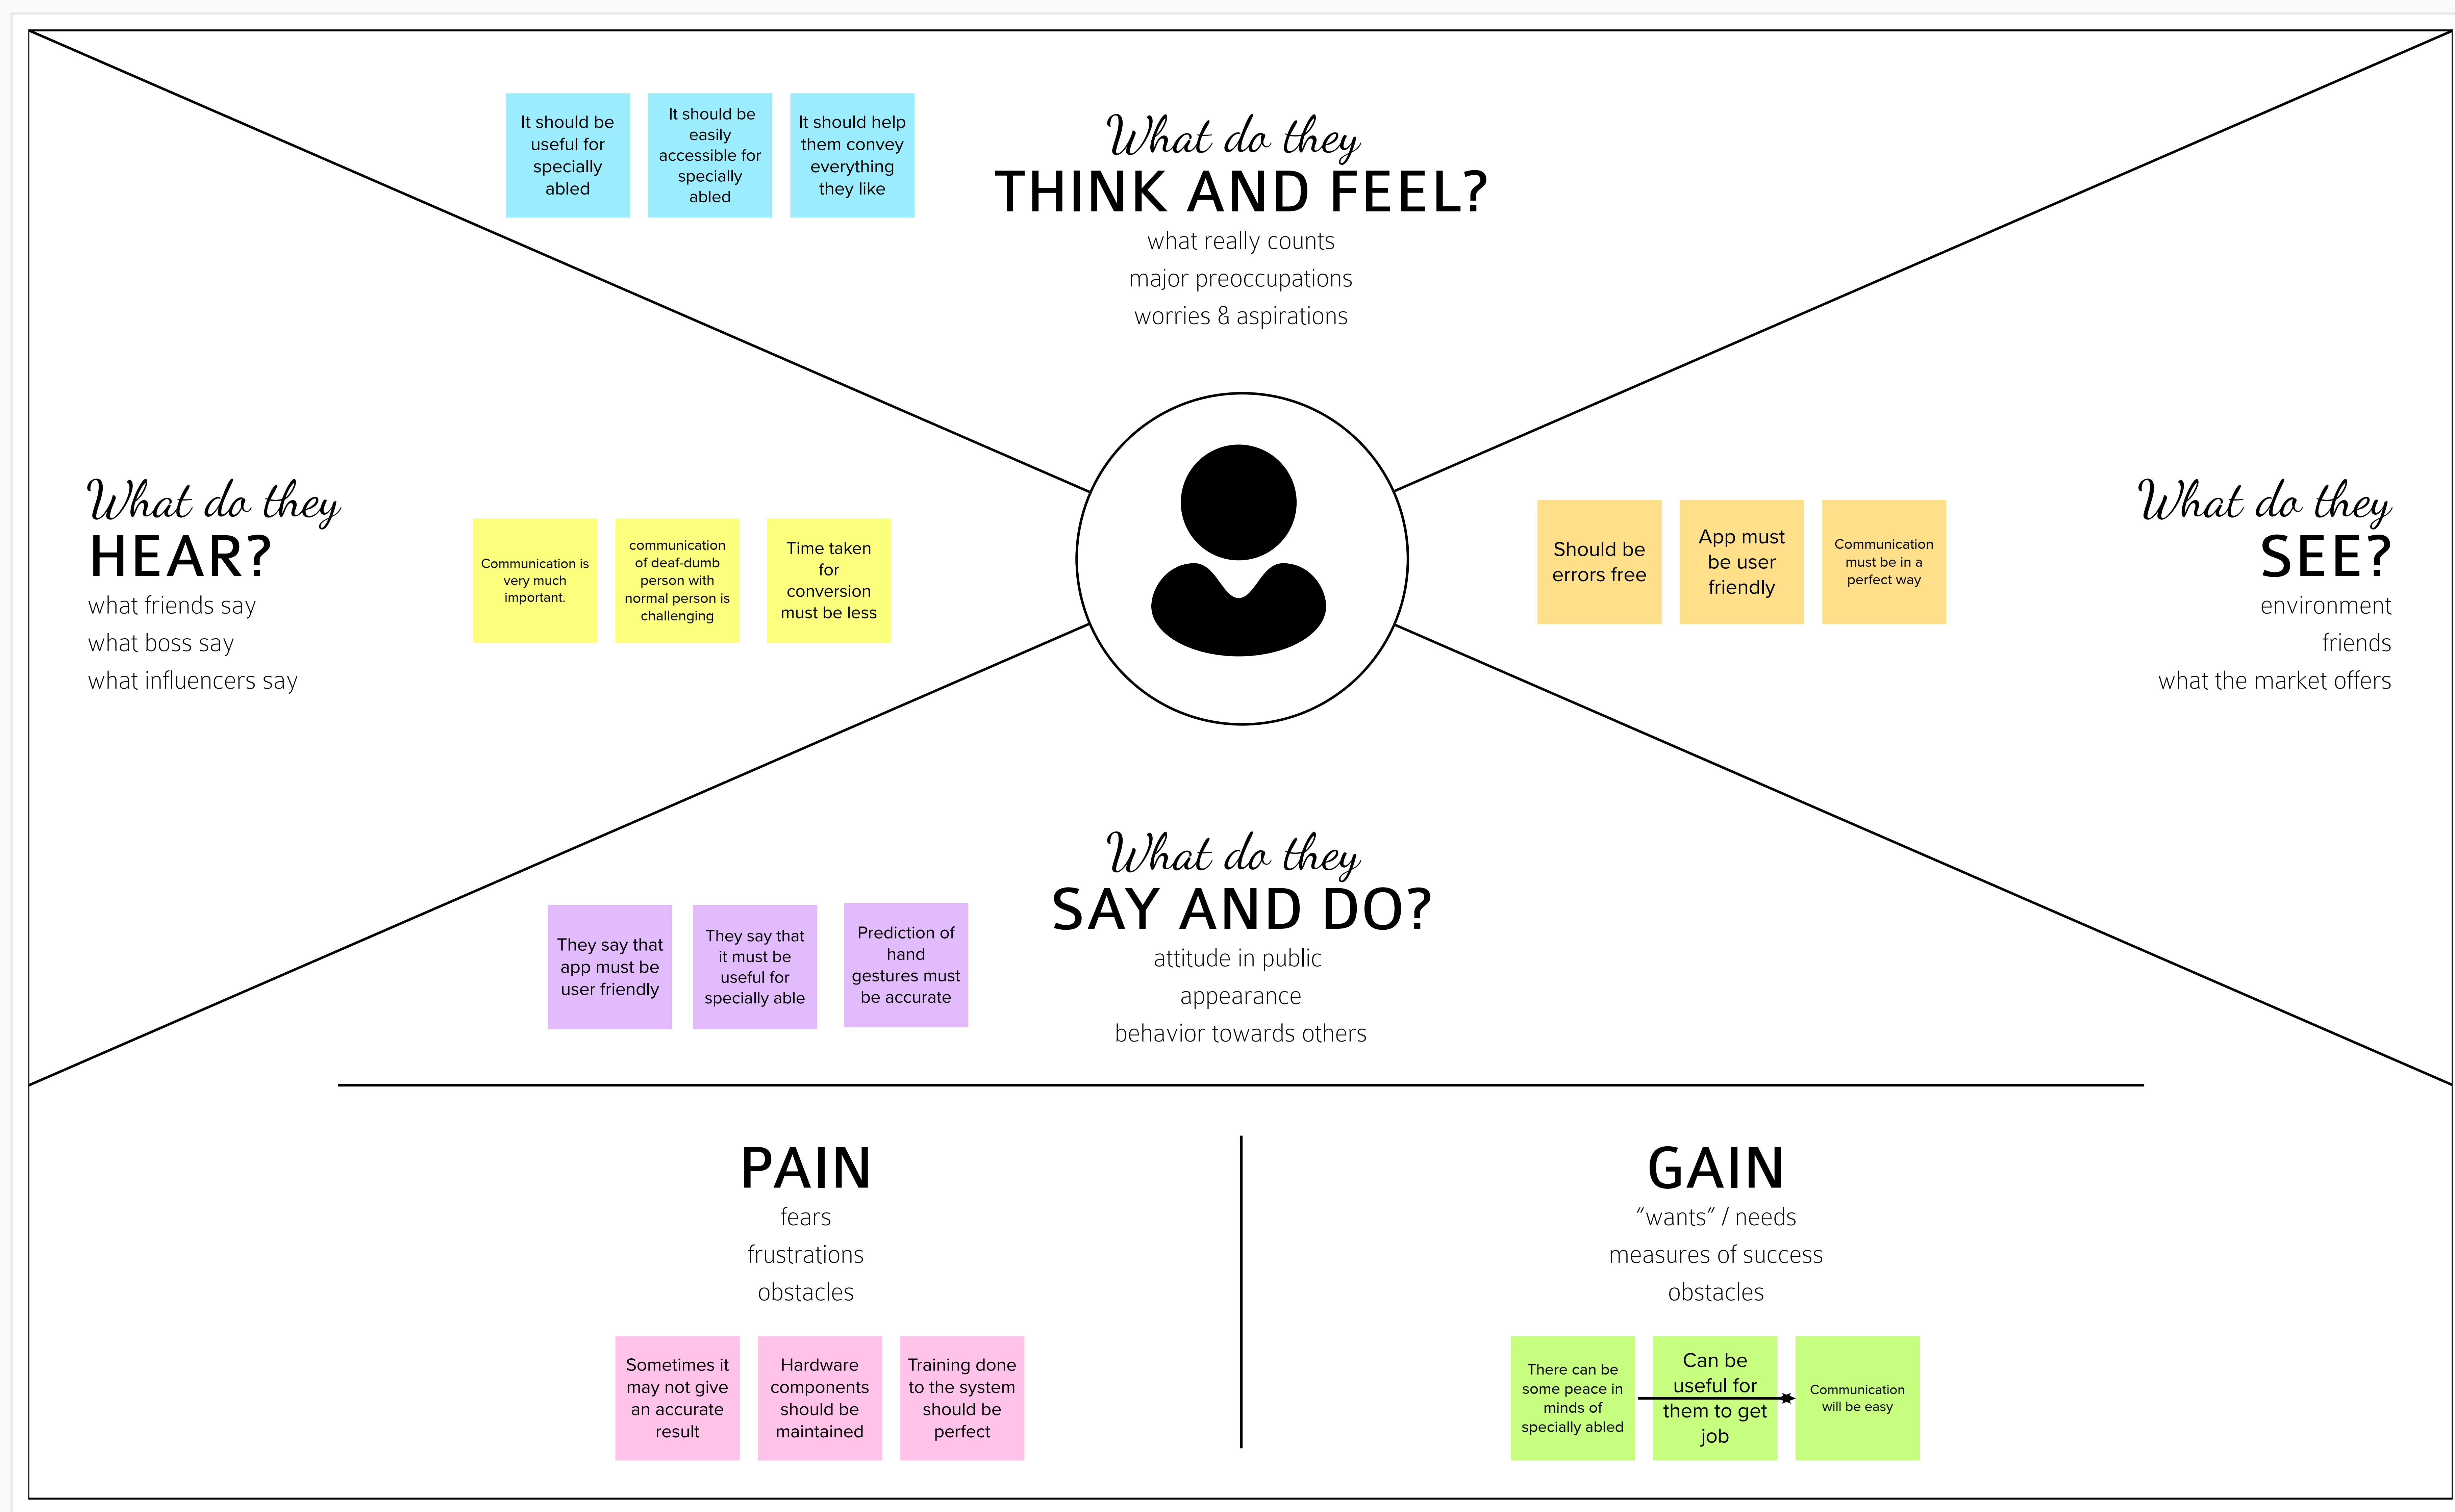 It should be
useful for
specially
abled
It should be
easily
accessible for
specially
abled
It should help
them convey
everything
they like
What do they
THINK AND FEEL?
what really counts
major preoccupations
worries & aspirations
What do they
HEAR?
what friends say
what boss say
what influencers say
Communication is
very much
important.
communication
of deaf-dumb
person with
normal person is
challenging
Time taken
for
conversion
must be less
Should be
errors free
App must
be user
friendly
Communication
must be in a
perfect way
What do they
SEE?
environment
friends
what the market offers
What do they
SAY AND DO?
attitude in public
appearance
behavior towards others
They say that
app must be
user friendly
They say that
it must be
useful for
specially able
Prediction of
hand
gestures must
be accurate
PAIN
fears
frustrations
obstacles
Sometimes it
may not give
an accurate
result
Hardware
components
should be
maintained
Training done
to the system
should be
perfect
GAIN
“wants” / needs
measures of success
obstacles
There can be
some peace in
minds of
specially abled
Can be
useful for
them to get
job
Communication
will be easy